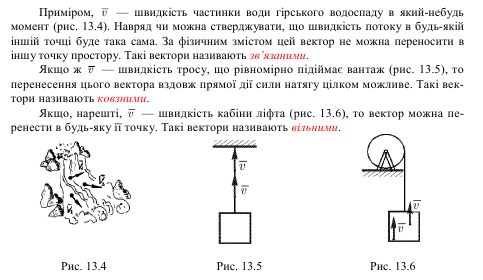 Приміром, v̄ — швидкість частинки води гірського водоспаду в який-небудь
момент (рис. 13.4). Навряд чи можна стверджувати, що швидкість потоку в будь-якій
іншій точці буде така сама. За фізичним змістом цей вектор не можна переносити в
іншу точку простору. Такі вектори називають зв’язаними.
Якщо ж v̄ — швидкість тросу, що рівномірно підіймає вантаж (рис. 13.5), то
перенесення цього вектора вздовж прямої дії сили натягу цілком можливе. Такі век-
тори називають ковзними.
Якщо, нарешті, v̄ — швидкість кабіни ліфта (рис. 13.6), то вектор можна пе-
ренести в будь-яку її точку. Такі вектори називають вільними.
v̄
v̄
v̄
v̄
v̄
Рис. 13.4 Рис. 13.5 Рис. 13.6